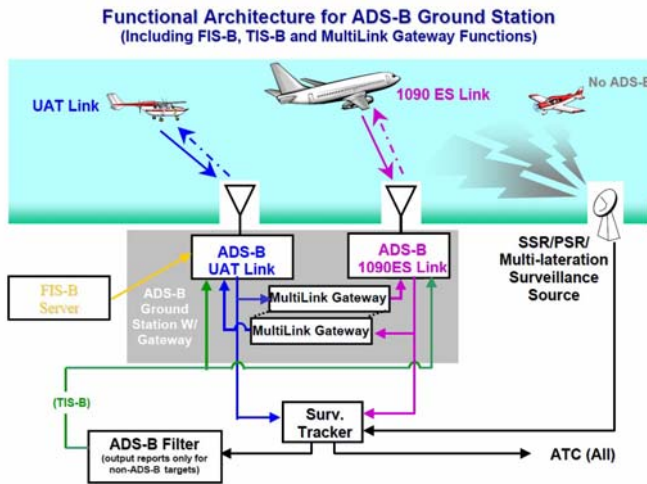 Functional Architecture for ADS-B Ground Station
(Including FIS-B, TIS-B and MultiLink Gateway Functions)
UAT Link
1090 ES Link
No ADS-B
ADS-B
UAT Link
ADS-B
1090ES Link
SSR/PSR/
Multi-lateration
Surveillance
Source
FIS-B
Server
ADS-B
Ground
Station W/
Gateway
MultiLink Gateway
MultiLink Gateway
(TIS-B)
Surv.
Tracker
ADS-B Filter
(output reports only for
non-ADS-B targets)
ATC (All)